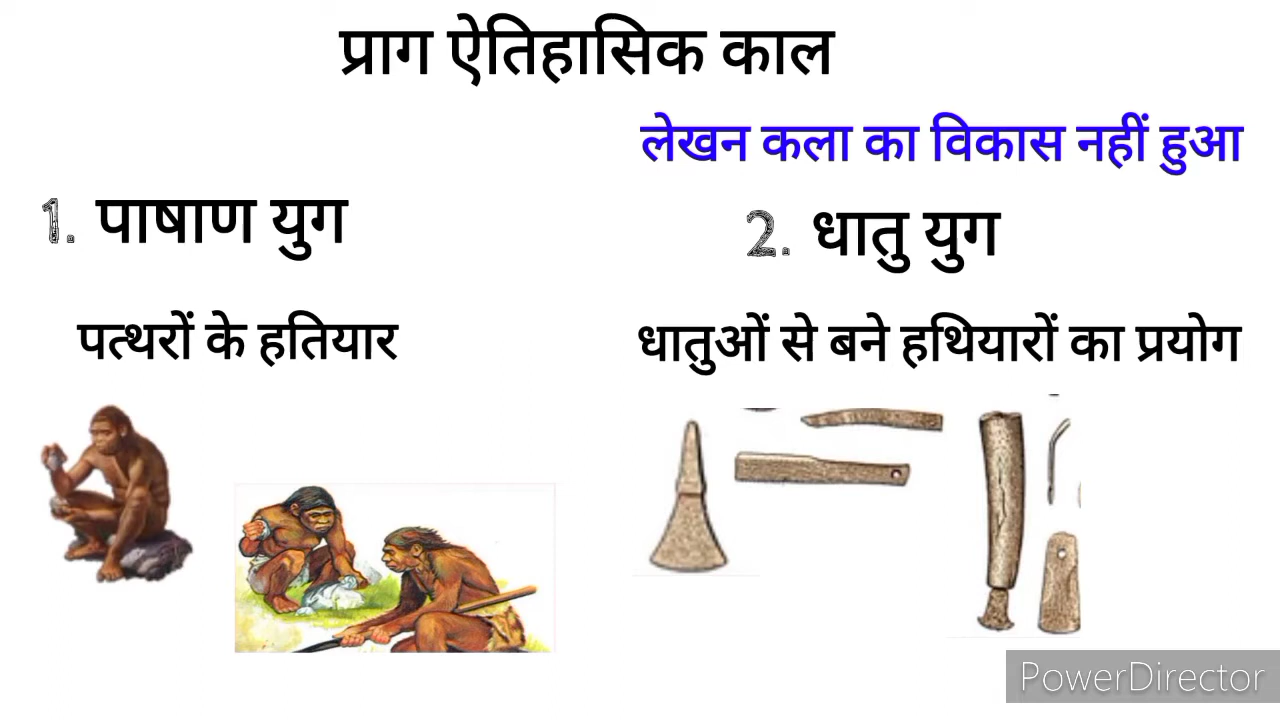 प्राग ऐतिहासिक काल
लेखन कला का विकास नहीं हुआ
1. पाषाण युग
2. धातु युग
पत्थरों के हतियार
धातुओं से बने हथियारों का प्रयोग
PowerDirector